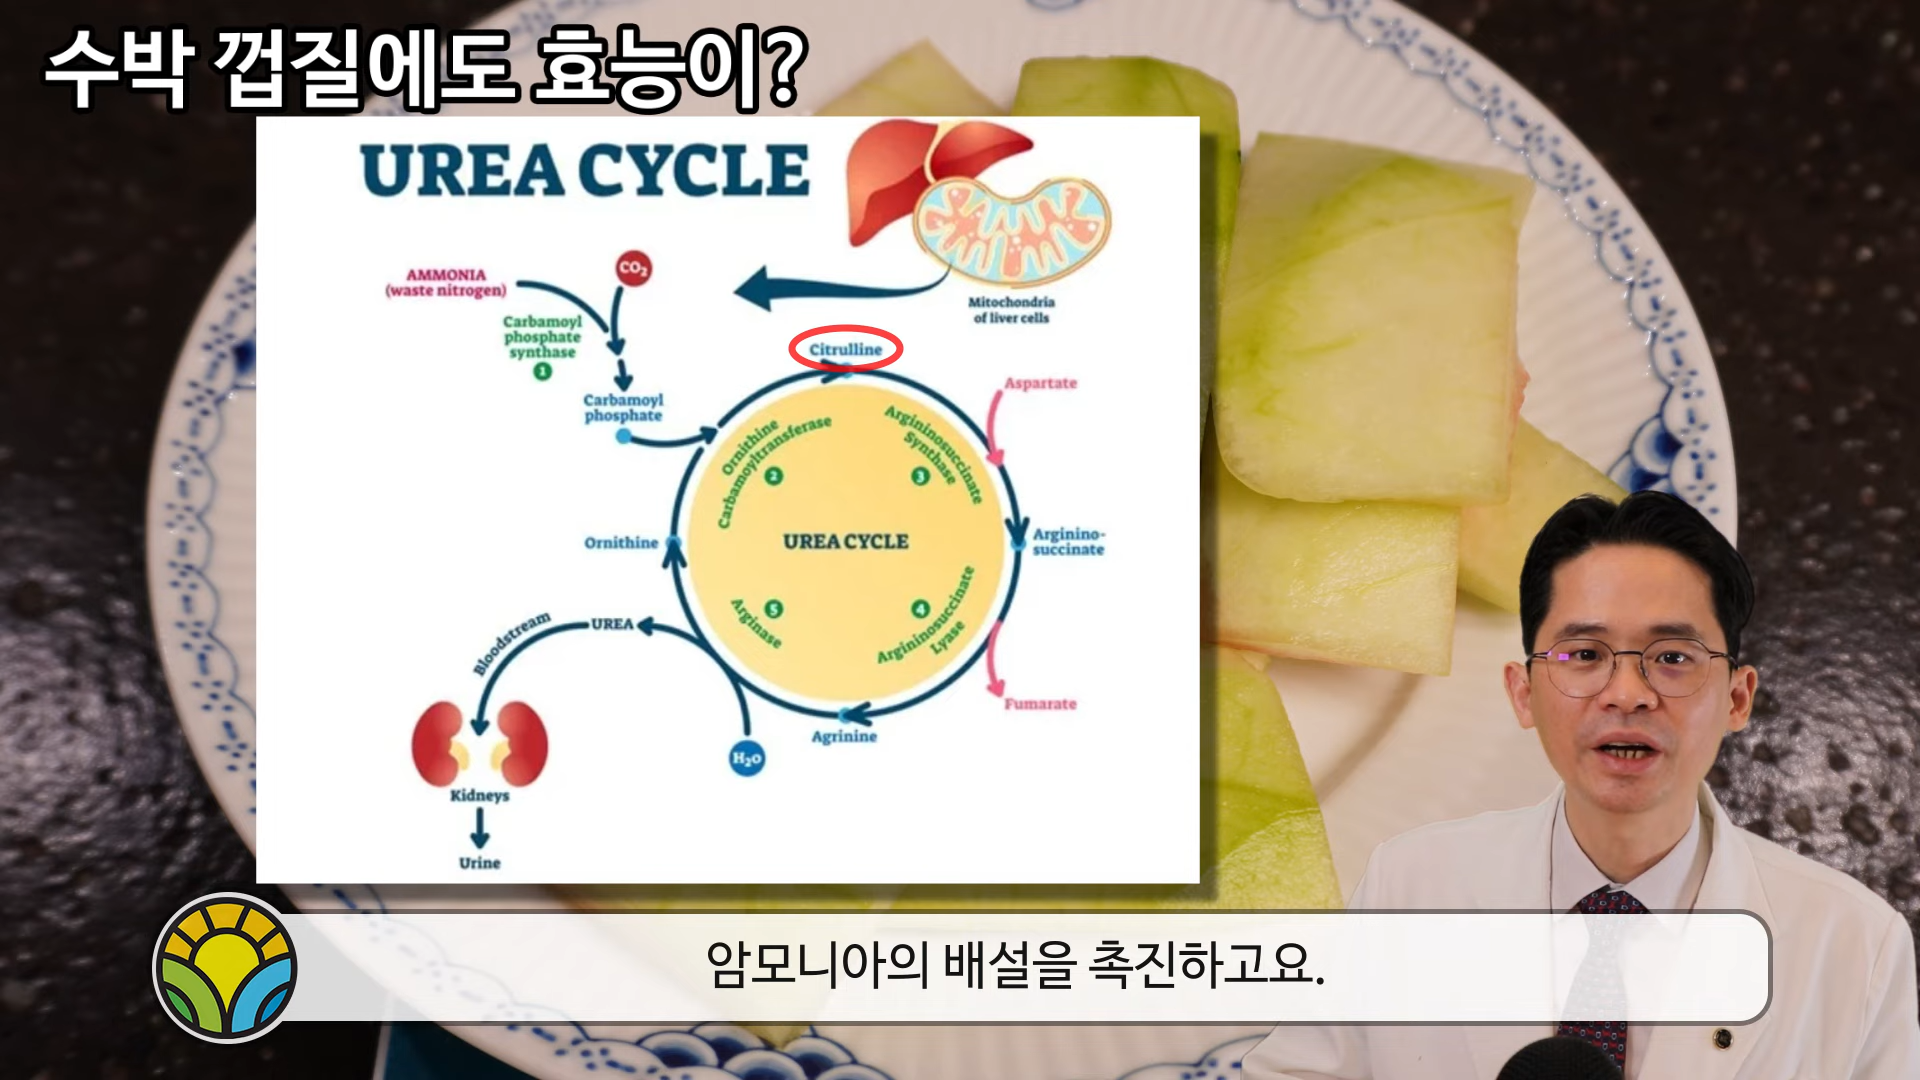 수박 껍질에도 효능이?
UREA CYCLE
AMMONIA
(waste nitrogen)
CO₂
Carbamoyl
phosphate
synthase
1
Carbamoyl
phosphate
Mitochondria
of liver cells
Citrulline
Aspartate
Ornithine
Carbamoyltransferase
2
Argininosuccinate
Synthase
3
Ornithine
UREA CYCLE
Arginino-
succinate
5
Arginase
4
Argininosuccinate
Lyase
Bloodstream
UREA
Fumarate
Agrinine
H₂O
Kidneys
Urine
암모니아의 배설을 촉진하고요.